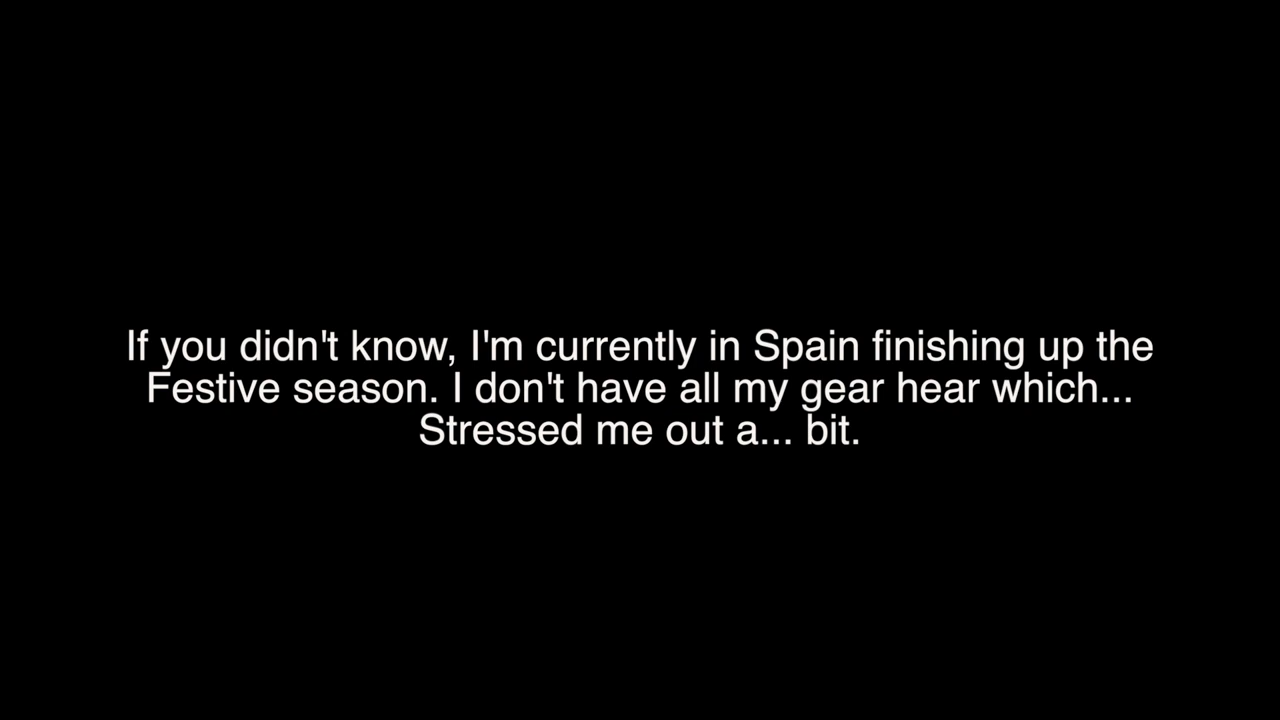 If you didn't know, I'm currently in Spain finishing up the
Festive season. I don't have all my gear hear which...
Stressed me out a... bit.